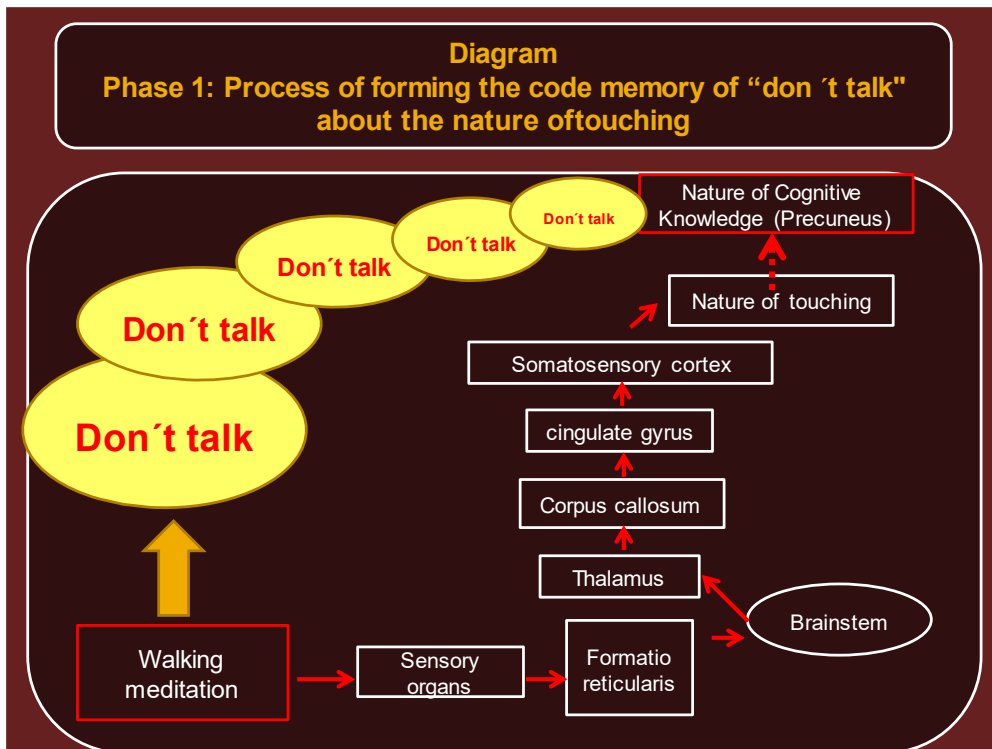 Diagram
Phase 1: Process of forming the code memory of “don ´t talk"
about the nature oftouching
Nature of Cognitive
Knowledge (Precuneus)
Don´t talk
Don´t talk
Don´t talk
Don´t talk
Don´t talk
Nature of touching
Somatosensory cortex
cingulate gyrus
Corpus callosum
Thalamus
Brainstem
Walking
meditation
Sensory
organs
Formatio
reticularis